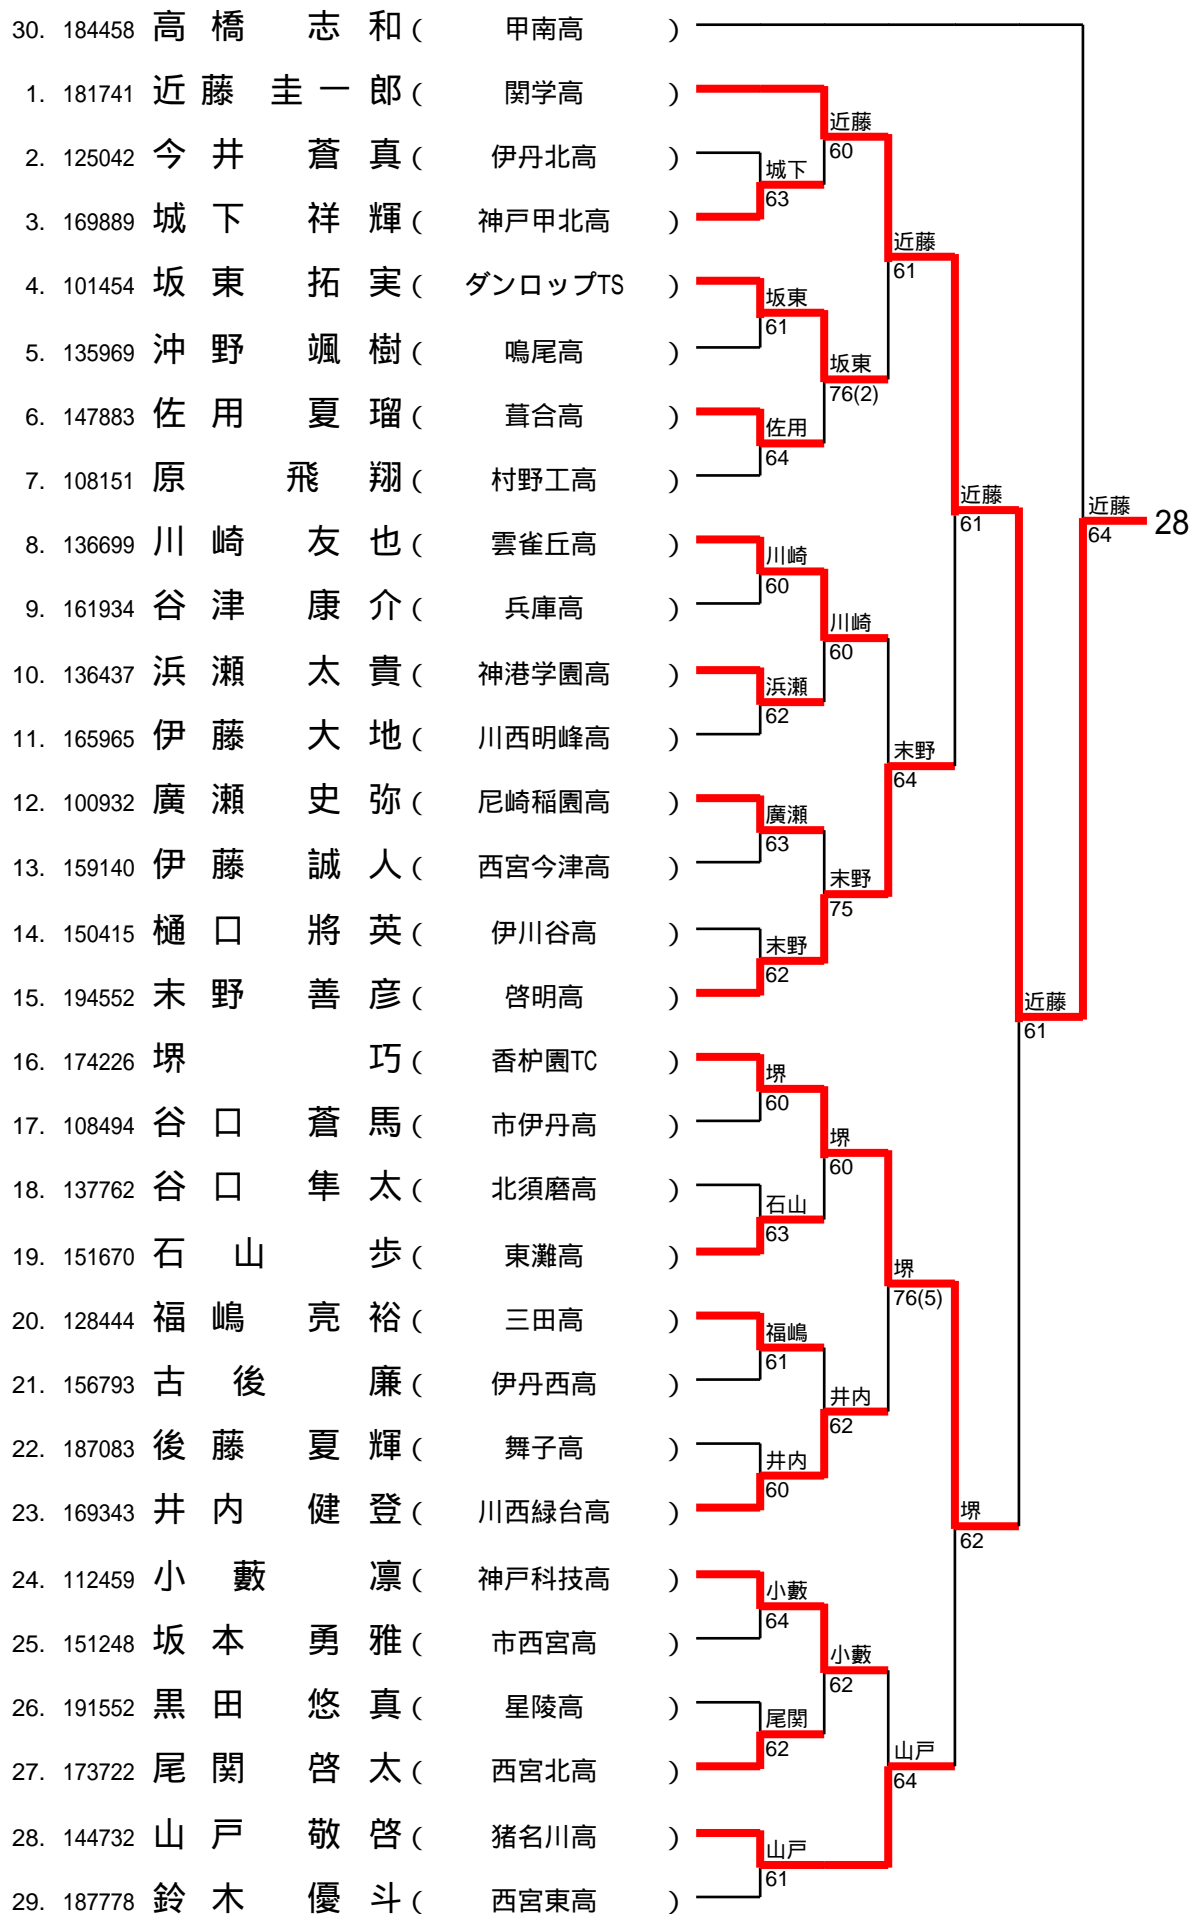 30. 184458 高橋 志和 ( 甲南高 )
1. 181741 近藤 圭一郎 ( 関学高 )
近藤
2. 125042 今井 蒼真 ( 伊丹北高 )
60
城下
63
3. 169889 城下 祥輝 ( 神戸甲北高 )
近藤
61
4. 101454 坂東 拓実 ( ダンロップTS )
坂東
61
5. 135969 沖野 颯樹 ( 鳴尾高 )
坂東
76(2)
6. 147883 佐用 夏瑠 ( 葺合高 )
佐用
64
7. 108151 原 飛翔 ( 村野工高 )
近藤
61
近藤
64
28
8. 136699 川崎 友也 ( 雲雀丘高 )
川崎
60
9. 161934 谷津 康介 ( 兵庫高 )
川崎
60
10. 136437 浜瀬 太貴 ( 神港学園高 )
浜瀬
62
11. 165965 伊藤 大地 ( 川西明峰高 )
末野
64
12. 100932 廣瀬 史弥 ( 尼崎稲園高 )
廣瀬
63
13. 159140 伊藤 誠人 ( 西宮今津高 )
末野
75
14. 150415 樋口 將英 ( 伊川谷高 )
末野
62
15. 194552 末野 善彦 ( 啓明高 )
近藤
61
16. 174226 堺 巧 ( 香枦園TC )
堺
60
17. 108494 谷口 蒼馬 ( 市伊丹高 )
堺
60
18. 137762 谷口 隼太 ( 北須磨高 )
石山
63
19. 151670 石山 歩 ( 東灘高 )
堺
76(5)
20. 128444 福嶋 亮裕 ( 三田高 )
福嶋
61
21. 156793 古後 廉 ( 伊丹西高 )
井内
62
22. 187083 後藤 夏輝 ( 舞子高 )
井内
60
23. 169343 井内 健登 ( 川西緑台高 )
堺
62
24. 112459 小藪 凛 ( 神戸科技高 )
小藪
64
25. 151248 坂本 勇雅 ( 市西宮高 )
小藪
62
26. 191552 黒田 悠真 ( 星陵高 )
尾関
62
27. 173722 尾関 啓太 ( 西宮北高 )
山戸
64
28. 144732 山戸 敬啓 ( 猪名川高 )
山戸
61
29. 187778 鈴木 優斗 ( 西宮東高 )